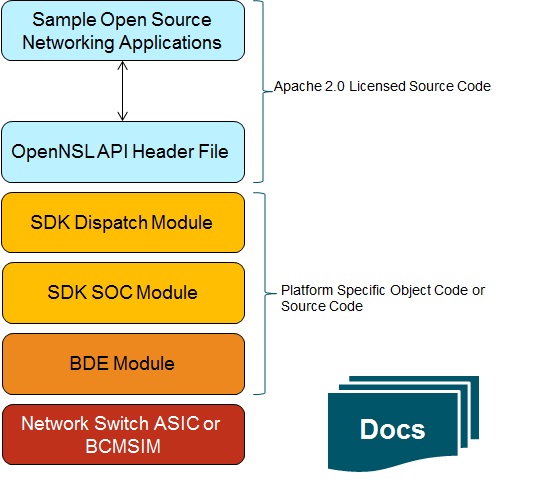 Sample Open Source
Networking Applications
Apache 2.0 Licensed Source Code
OpenNSL API Header File
SDK Dispatch Module
SDK SOC Module
Platform Specific Object Code or
Source Code
BDE Module
Network Switch ASIC or
BCMSIM
Docs